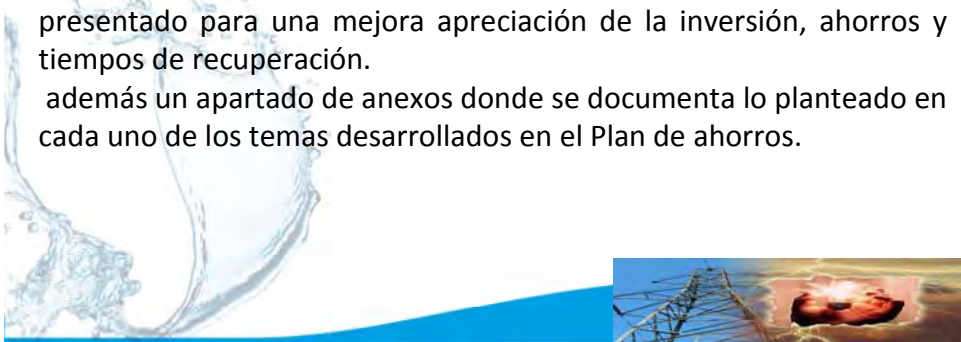 presentado para una mejora apreciación de la inversión, ahorros y
tiempos de recuperación.
además un apartado de anexos donde se documenta lo planteado en
cada uno de los temas desarrollados en el Plan de ahorros.